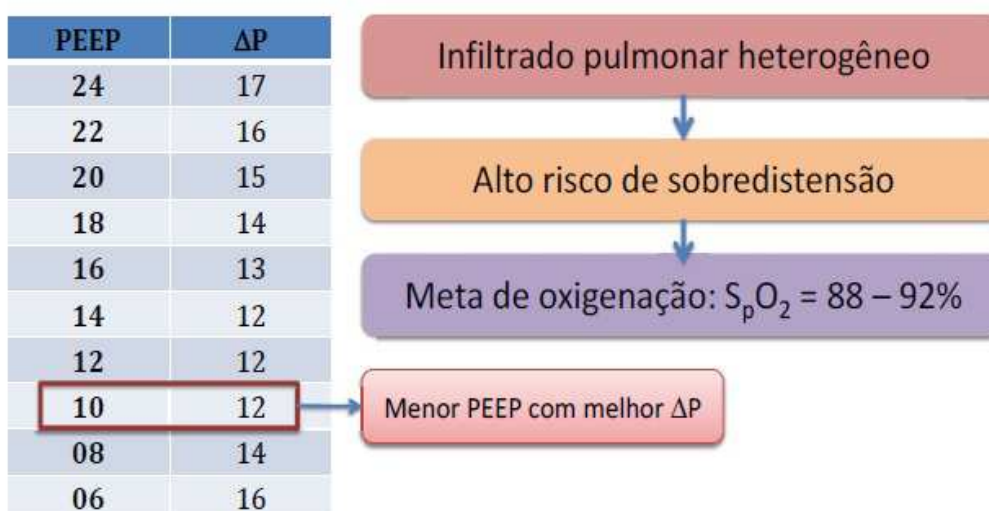 PEEP ΔP
24 17
22 16
20 15
18 14
16 13
14 12
12 12
10 12
08 14
06 16
Infiltrado pulmonar heterogêneo
Alto risco de sobredistensão
Meta de oxigenação: SpO2 = 88 – 92%
Menor PEEP com melhor ΔP